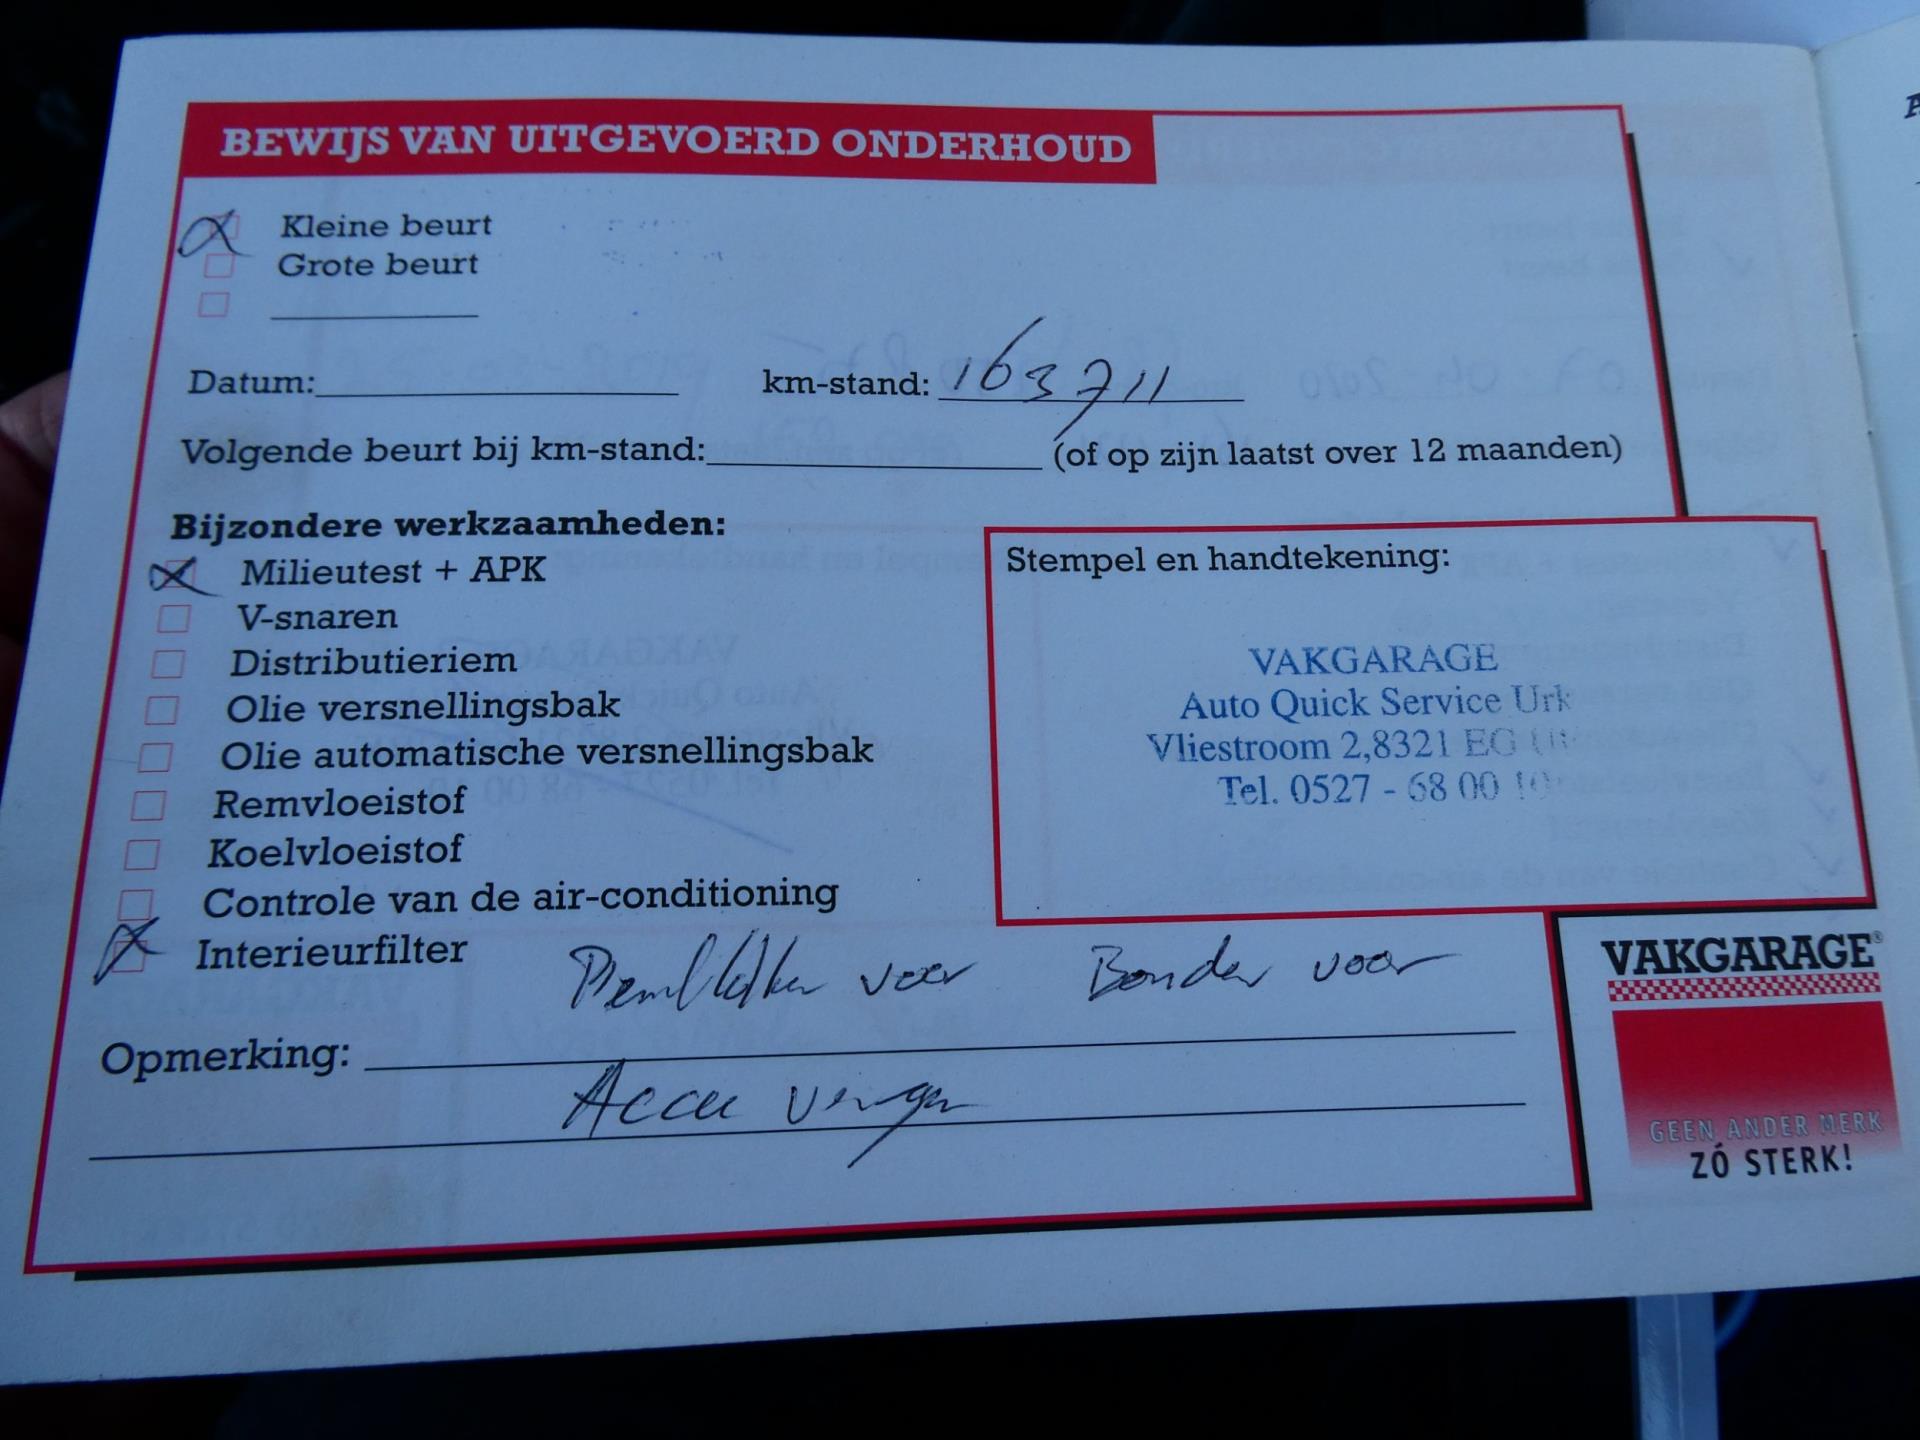 BEWIJS VAN UITGEVOERD ONDERHOUD
Kleine beurt
Grote beurt
Datum: km-stand: 163711
Volgende beurt bij km-stand: (of op zijn laatst over 12 maanden)
Bijzondere werkzaamheden:
Milieutest + APK
V-snaren
Distributieriem
Olie versnellingsbak
Olie automatische versnellingsbak
Remvloeistof
Koelvloeistof
Controle van de air-conditioning
Interieurfilter
Stempel en handtekening:
VAKGARAGE
Auto Quick Service Urk
Vliestroom 2,8321 EG
Tel. 0527 - 68 00 10
voor voor
Opmerking:
Accu
VAKGARAGE®
GEEN ANDER MERK
ZÓ STERK!